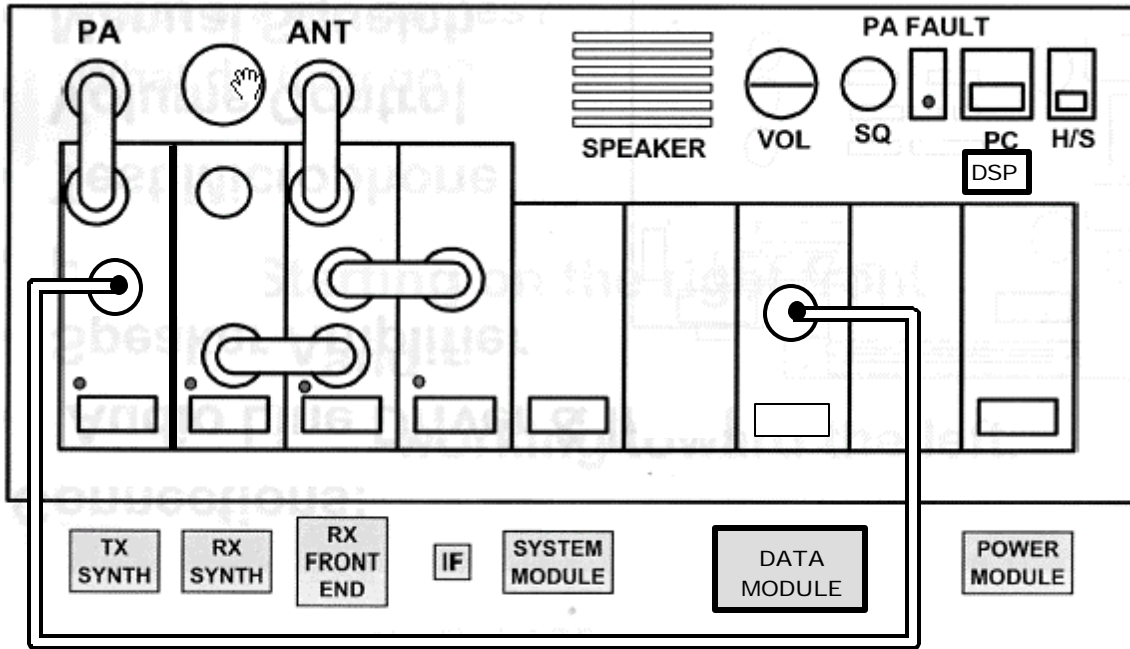 PA
ANT
PA FAULT
SPEAKER
VOL
SQ
PC
H/S
DSP
TX
SYNTH
RX
SYNTH
RX
FRONT
END
IF
SYSTEM
MODULE
DATA
MODULE
POWER
MODULE